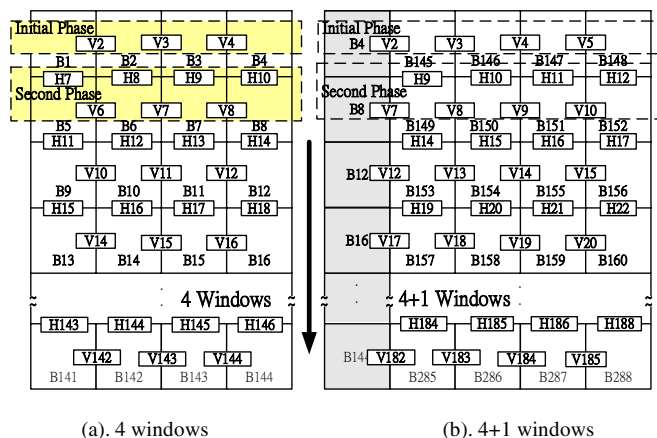 Initial Phase
V2 V3 V4
B1 B2 B3 B4
H7 H8 H9 H10
Second Phase
V6 V7 V8
B5 B6 B7 B8
H11 H12 H13 H14
V10 V11 V12
B9 B10 B11 B12
H15 H16 H17 H18
V14 V15 V16
B13 B14 B15 B16
4 Windows
H143 H144 H145 H146
V142 V143 V144
B141 B142 B143 B144
(a). 4 windows
Initial Phase
B4 V2 V3 V4 V5
B145 B146 B147 B148
H9 H10 H11 H12
Second Phase
B8 V7 V8 V9 V10
B149 B150 B151 B152
H14 H15 H16 H17
B12 V12 V13 V14 V15
B153 B154 B155 B156
H19 H20 H21 H22
B16 V17 V18 V19 V20
B157 B158 B159 B160
4+1 Windows
H184 H185 H186 H188
B144 V182 V183 V184 V185
B285 B286 B287 B288
(b). 4+1 windows